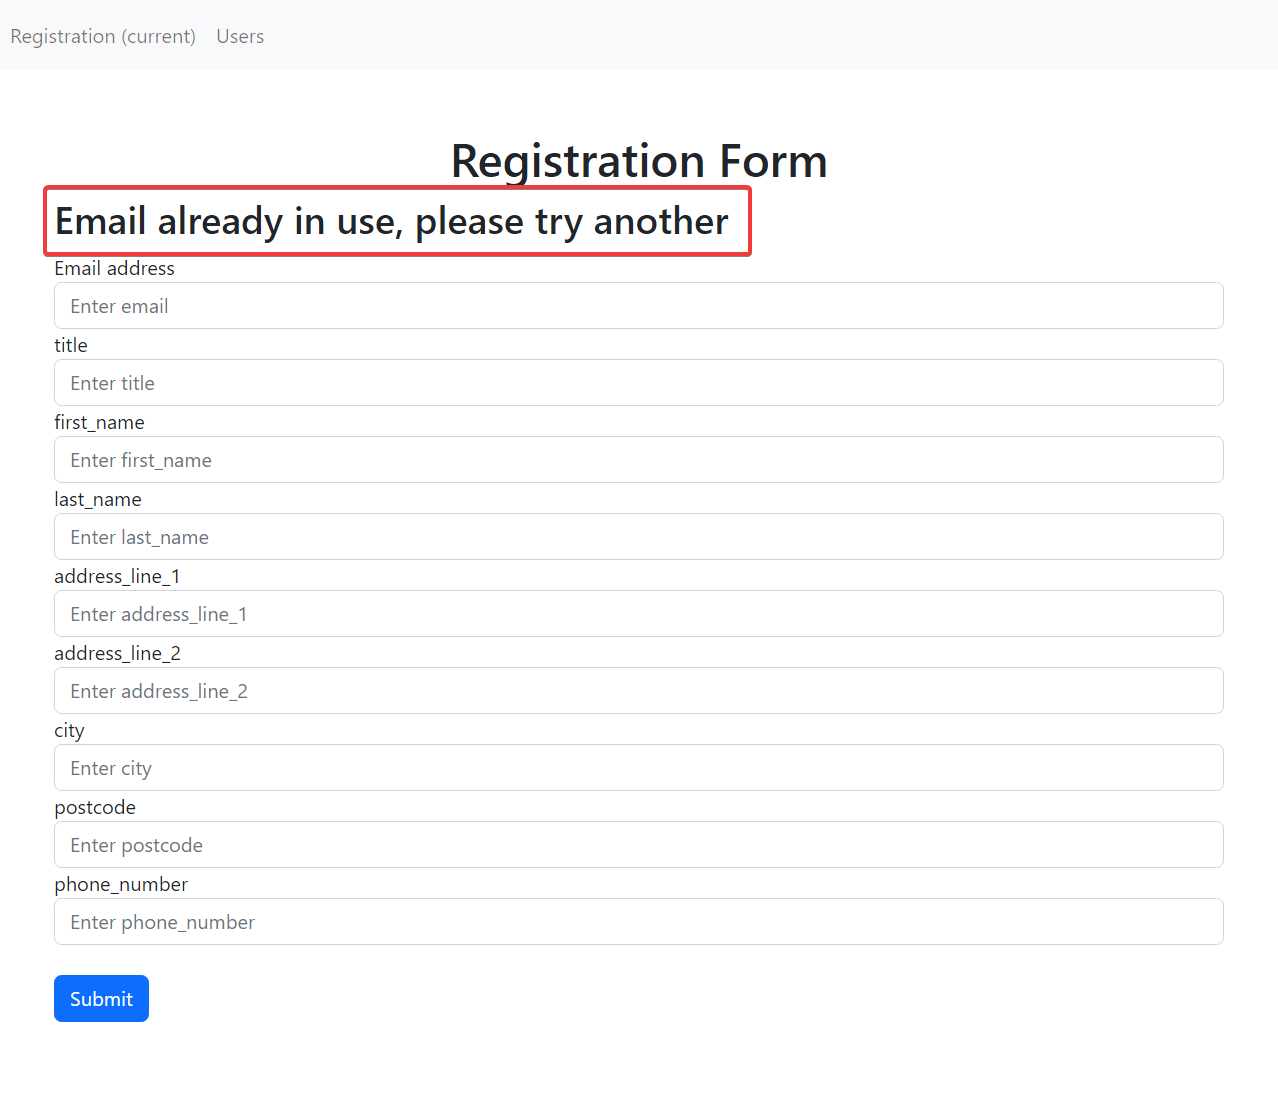 Registration (current) Users
Registration Form
Email already in use, please try another
Email address
Enter email
title
Enter title
first_name
Enter first_name
last_name
Enter last_name
address_line_1
Enter address_line_1
address_line_2
Enter address_line_2
city
Enter city
postcode
Enter postcode
phone_number
Enter phone_number
Submit